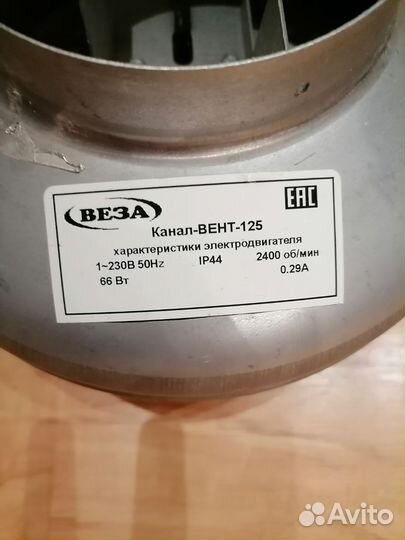 ВЕЗА
EAC
Канал-ВЕНТ-125
характеристики электродвигателя
1~230В 50Hz IP44 2400 об/мин
66 Вт 0.29А
Avito